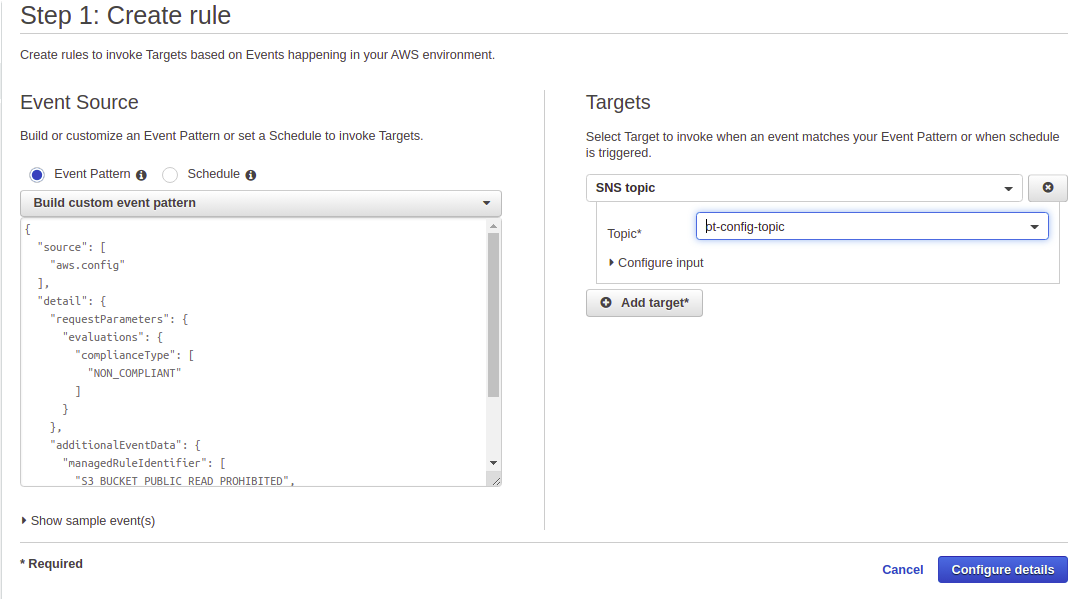 Step 1: Create rule
Create rules to invoke Targets based on Events happening in your AWS environment.
Event Source
Build or customize an Event Pattern or set a Schedule to invoke Targets.
Event Pattern Schedule
Build custom event pattern
{
"source": [
"aws.config"
],
"detail": {
"requestParameters": {
"evaluations": {
"complianceType": [
"NON_COMPLIANT"
]
}
},
"additionalEventData": {
"managedRuleIdentifier": [
"S3_BUCKET_PUBLIC_READ_PROHIBITED",
Show sample event(s)
Targets
Select Target to invoke when an event matches your Event Pattern or when schedule
is triggered.
SNS topic
Topic*
pt-config-topic
Configure input
Add target*
* Required
Cancel
Configure details